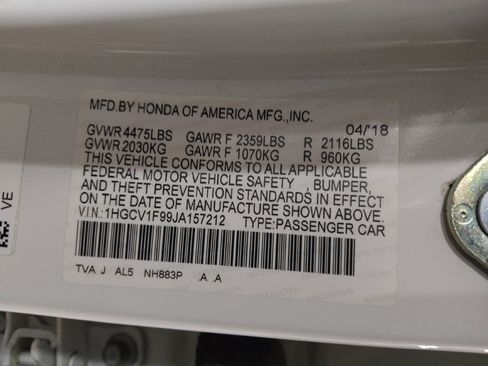 MFD.BY HONDA OF AMERICA MFG.,INC.
04/'18
GVWR 4475LBS GAWR F 2359LBS R 2116LBS
GVWR 2030KG GAWR F 1070KG R 960KG
THIS VEHICLE CONFORMS TO ALL APPLICABLE
FEDERAL MOTOR VEHICLE SAFETY , BUMPER,
AND THEFT PREVENTION STANDARDS IN EFFECT
ON THE DATE OF MANUFACTURE SHOWN ABOVE.
V.I.N.:1HGCV1F99JA157212 TYPE:PASSENGER CAR
TVA J AL5 NH883P .A .A
VE